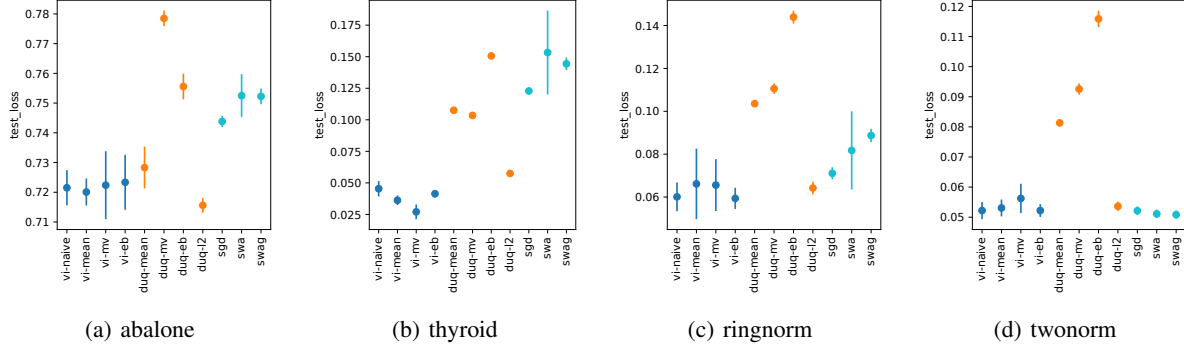 0.78
0.77
0.76
0.75
0.74
0.73
0.72
0.71
test_loss
vi-naive
vi-mean
vi-mv
vi-eb
duq-mean
duq-mv
duq-eb
duq-l2
sgd
swa
swag
(a) abalone
0.175
0.150
0.125
0.100
0.075
0.050
0.025
test_loss
vi-naive
vi-mean
vi-mv
vi-eb
duq-mean
duq-mv
duq-eb
duq-l2
sgd
swa
swag
(b) thyroid
0.14
0.12
0.10
0.08
0.06
test_loss
vi-naive
vi-mean
vi-mv
vi-eb
duq-mean
duq-mv
duq-eb
duq-l2
sgd
swa
swag
(c) ringnorm
0.12
0.11
0.10
0.09
0.08
0.07
0.06
0.05
test_loss
vi-naive
vi-mean
vi-mv
vi-eb
duq-mean
duq-mv
duq-eb
duq-l2
sgd
swa
swag
(d) twonorm